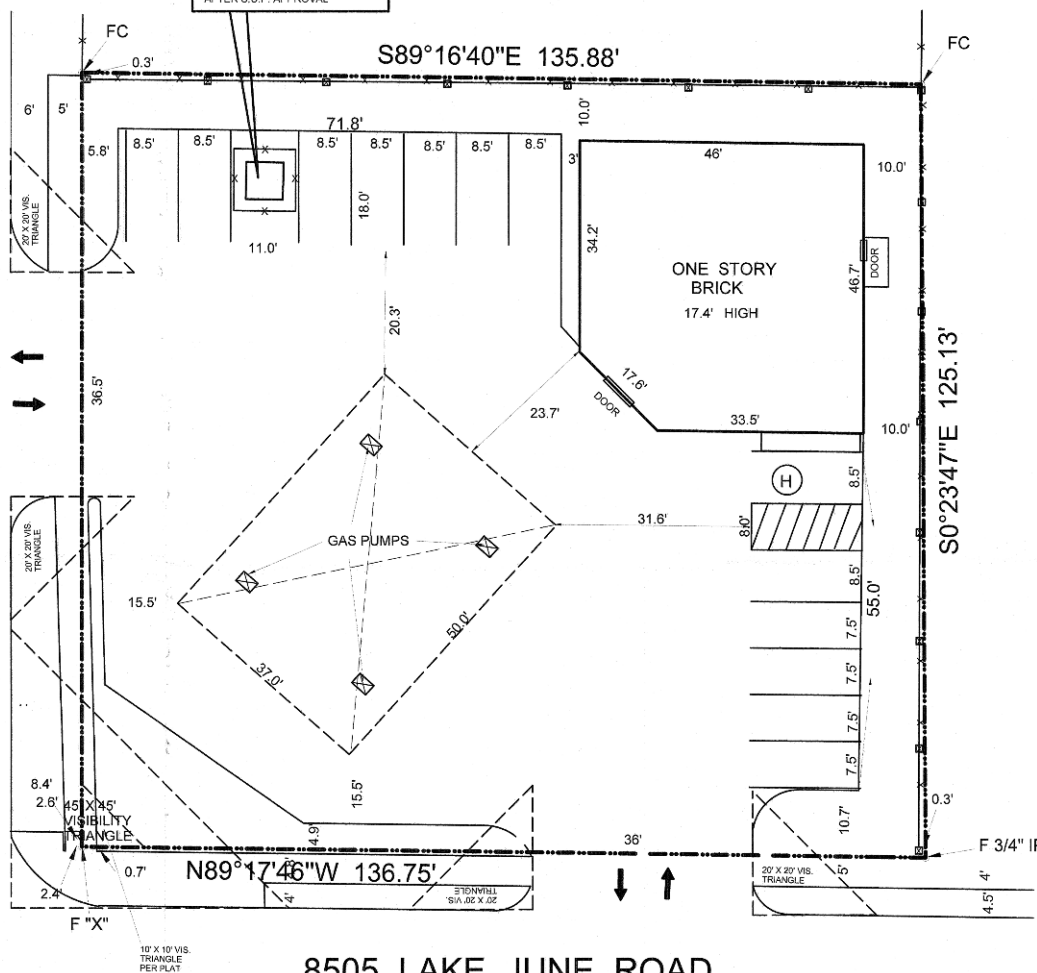 FC
S89°16'40"E 135.88'
FC
0.3'
6'
5'
5.8'
71.8'
8.5'
8.5'
8.5'
8.5'
8.5'
8.5'
8.5'
10.0'
3'
46'
10.0'
18.0'
11.0'
20' X 20' VIS.
TRIANGLE
34.2'
ONE STORY
BRICK
17.4' HIGH
46.7'
DOOR
20.3'
36.5'
17.6'
DOOR
23.7'
33.5'
10.0'
S0°23'47"E 125.13'
H
8.5'
31.6'
8.0'
GAS PUMPS
20' X 20' VIS.
TRIANGLE
15.5'
8.5'
55.0'
7.5'
7.5'
7.5'
7.5'
50.0'
37.0'
15.5'
8.4'
2.6'
45' X 45'
VISIBILITY
TRIANGLE
4.9'
36'
10.7'
0.3'
F 3/4" IR
0.7'
N89°17'46"W 136.75'
2.4'
4'
20' X 20' VIS.
TRIANGLE
20' X 20' VIS.
TRIANGLE
5'
4'
4.5'
F "X"
10' X 10' VIS.
TRIANGLE
PER PLAT
8505 LAKE JUNE ROAD